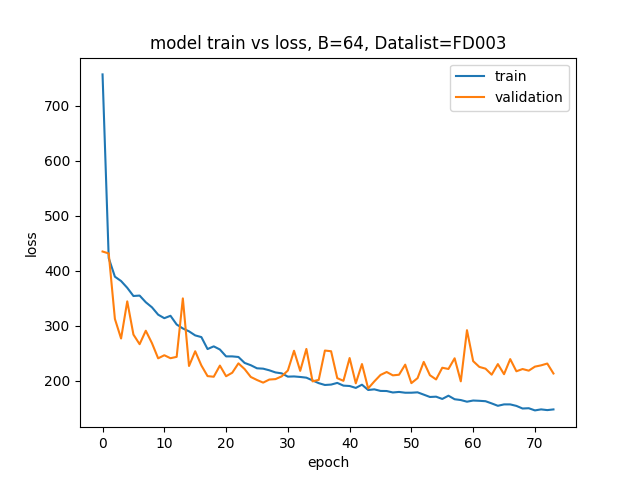 model train vs loss, B=64, Datalist=FD003
train
validation
700
600
500
400
300
200
loss
0 10 20 30 40 50 60 70
epoch